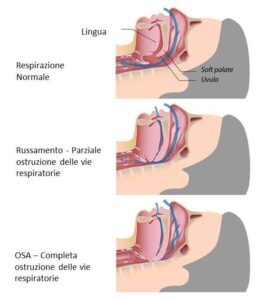 Lingua
Respirazione
Normale
Soft palate
Uvula
Russamento - Parziale
ostruzione delle vie
respiratorie
OSA – Completa
ostruzione delle vie
respiratorie